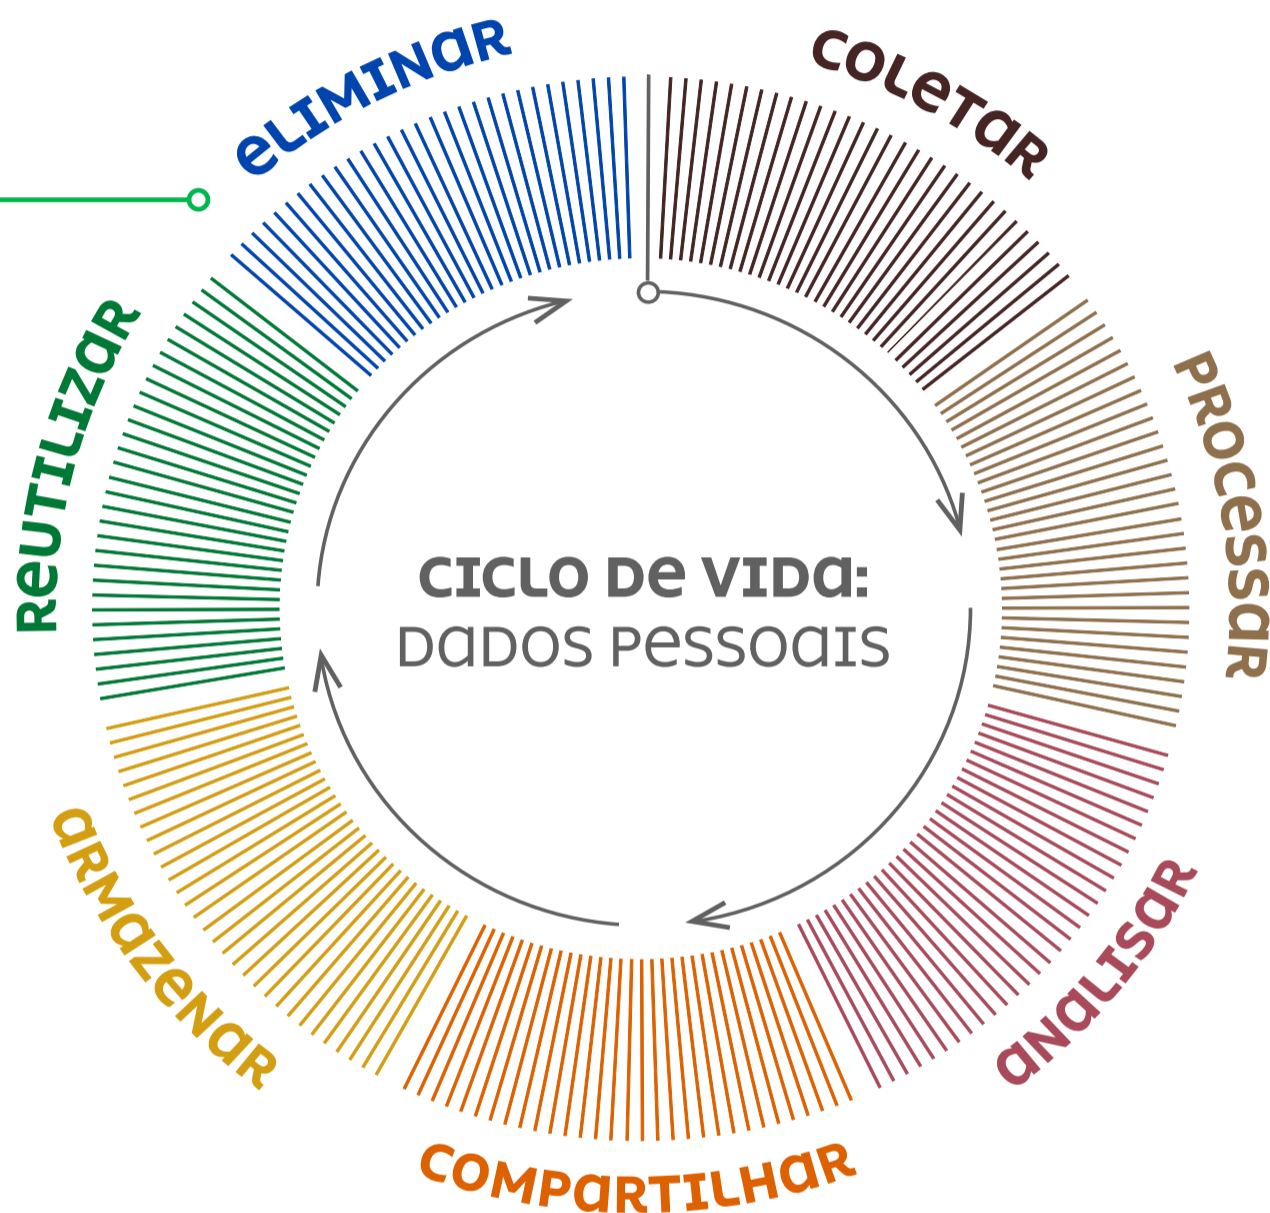 COLETAR
PROCESSAR
ANALISAR
COMPARTILHAR
ARMAZENAR
REUTILIZAR
ELIMINAR
CICLO DE VIDA:
DADOS PESSOAIS